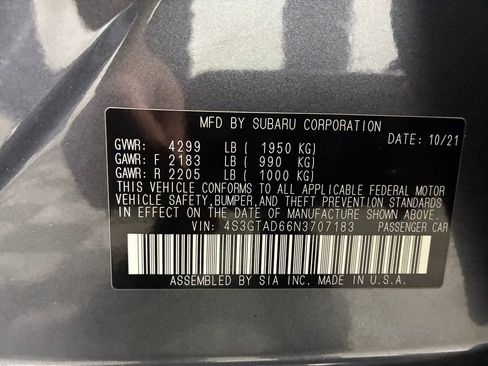 MFD BY SUBARU CORPORATION
DATE: 10/21
GVWR: 4299 LB ( 1950 KG)
GAWR: F 2183 LB ( 990 KG)
GAWR: R 2205 LB ( 1000 KG)
THIS VEHICLE CONFORMS TO ALL APPLICABLE FEDERAL MOTOR
VEHICLE SAFETY,BUMPER,AND THEFT PREVENTION STANDARDS
IN EFFECT ON THE DATE OF MANUFACTURE SHOWN ABOVE.
VIN: 4S3GTAD66N3707183 PASSENGER CAR
ASSEMBLED BY SIA INC. MADE IN U.S.A.